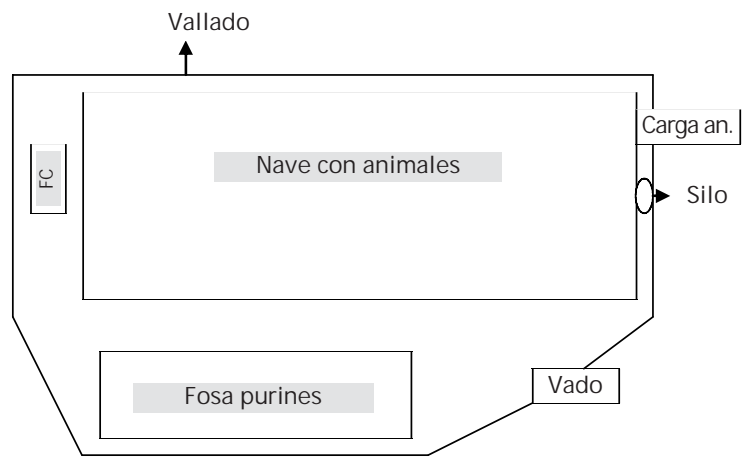 Vallado
Carga an.
Nave con animales
FC
Silo
Vado
Fosa purines